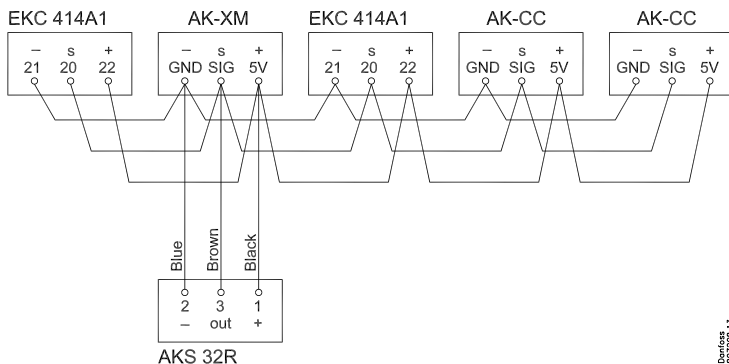 EKC 414A1 AK-XM EKC 414A1 AK-CC AK-CC
– s + – s + – s + – s + – s +
21 20 22 GND SIG 5V 21 20 22 GND SIG 5V GND SIG 5V
Blue
Brown
Black
2 3 1
– out +
AKS 32R
Danfoss